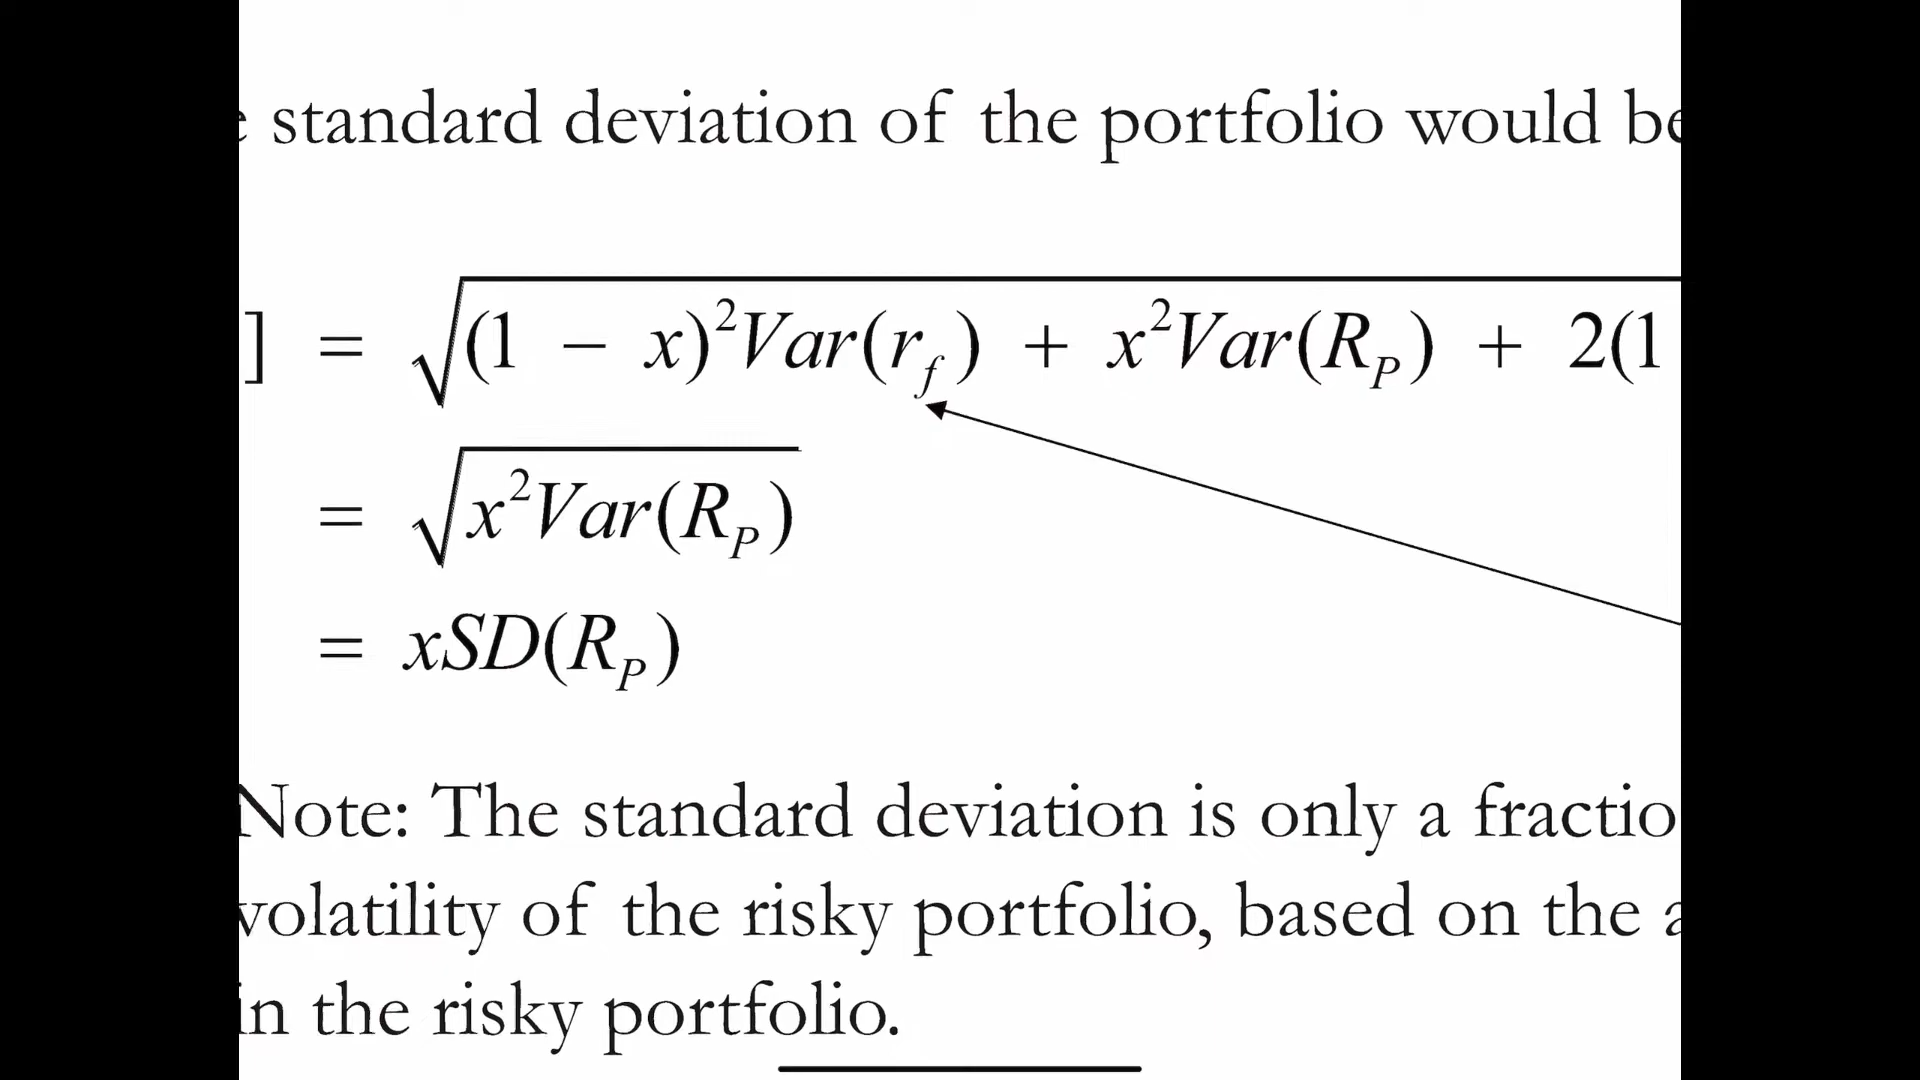 e standard deviation of the portfolio would be
] = √(1 − x)²Var(r_f) + x²Var(R_P) + 2(1
= √x²Var(R_P)
= xSD(R_P)
Note: The standard deviation is only a fractio
volatility of the risky portfolio, based on the a
in the risky portfolio.